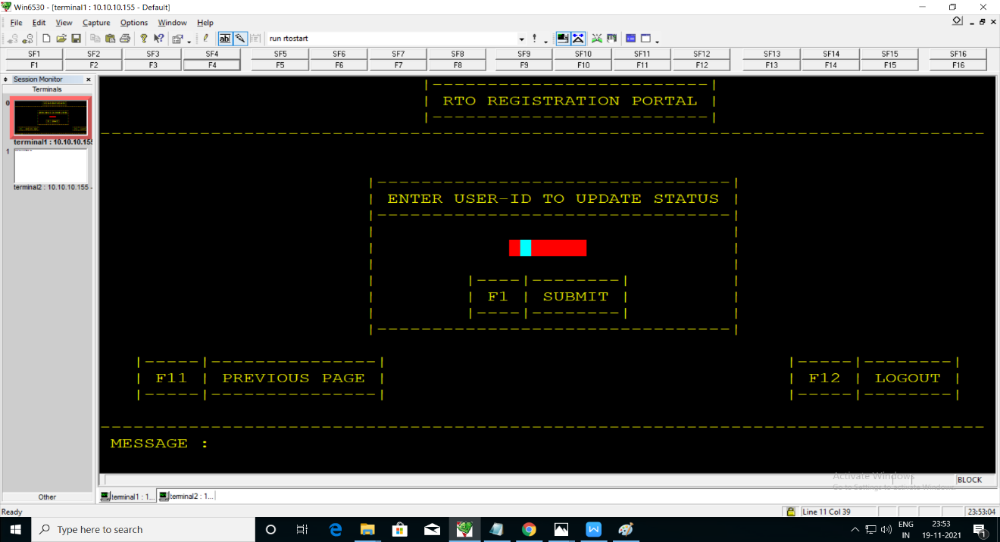 Win6530 - [terminal1 : 10.10.10.155 - Default]
File Edit View Capture Options Window Help
run rtostart
SF1 SF2 SF3 SF4 SF5 SF6 SF7 SF8 SF9 SF10 SF11 SF12 SF13 SF14 SF15 SF16
F1 F2 F3 F4 F5 F6 F7 F8 F9 F10 F11 F12 F13 F14 F15 F16
Session Monitor
Terminals
0
terminal1 : 10.10.10.155
1
terminal2 : 10.10.10.155 -
Other
RTO REGISTRATION PORTAL
ENTER USER-ID TO UPDATE STATUS
F1 SUBMIT
F11 PREVIOUS PAGE
F12 LOGOUT
MESSAGE :
Activate Windows
Go to Settings to activate Windows.
BLOCK
terminal1 : 1... terminal2 : 1...
Ready
Line 11 Col 39
23:53:04
Type here to search
ENG
IN
23:53
19-11-2021
1